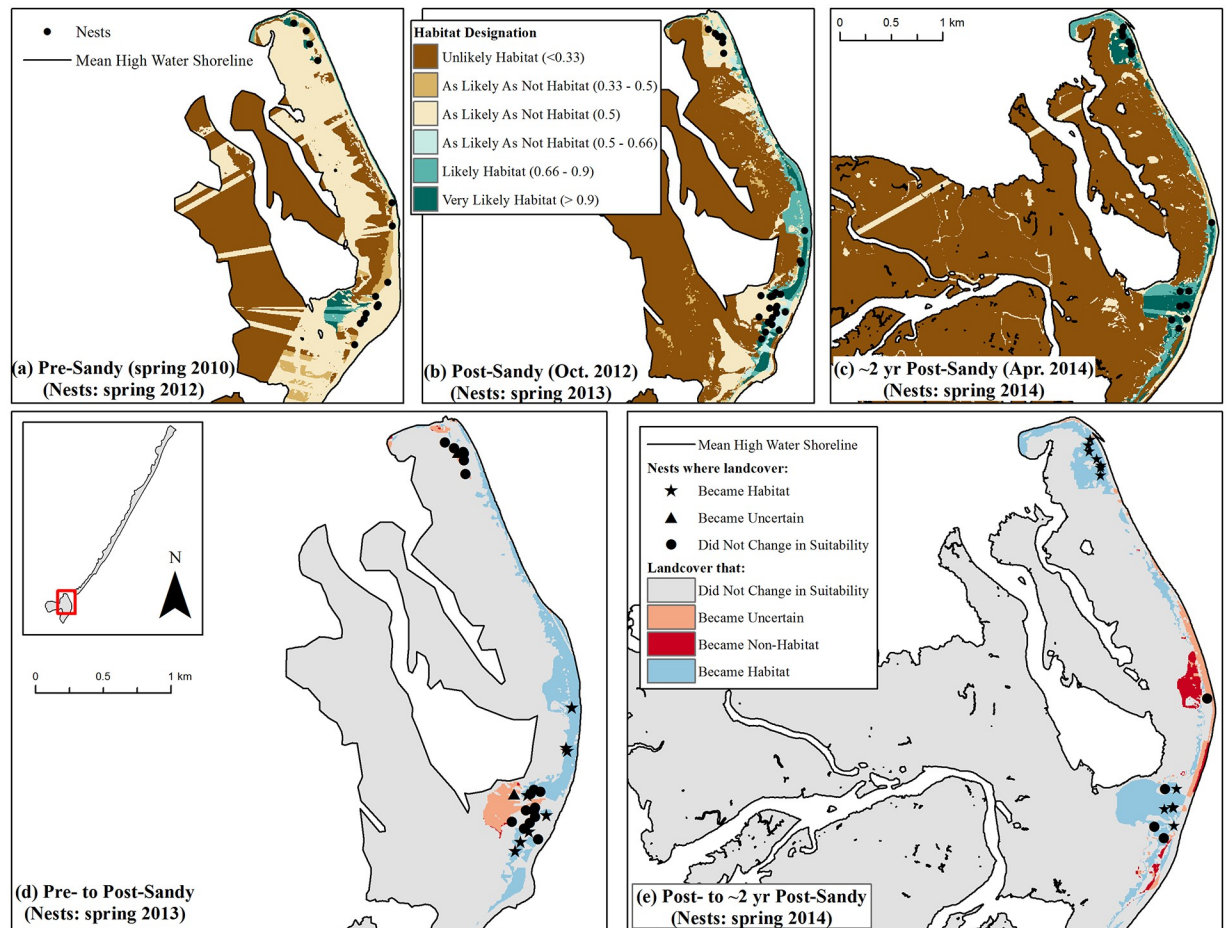 Nests
Mean High Water Shoreline
(a) Pre-Sandy (spring 2010)
(Nests: spring 2012)
Habitat Designation
Unlikely Habitat (<0.33)
As Likely As Not Habitat (0.33 - 0.5)
As Likely As Not Habitat (0.5)
As Likely As Not Habitat (0.5 - 0.66)
Likely Habitat (0.66 - 0.9)
Very Likely Habitat (> 0.9)
(b) Post-Sandy (Oct. 2012)
(Nests: spring 2013)
0 0.5 1 km
(c) ~2 yr Post-Sandy (Apr. 2014)
(Nests: spring 2014)
N
0 0.5 1 km
(d) Pre- to Post-Sandy
(Nests: spring 2013)
Mean High Water Shoreline
Nests where landcover:
Became Habitat
Became Uncertain
Did Not Change in Suitability
Landcover that:
Did Not Change in Suitability
Became Uncertain
Became Non-Habitat
Became Habitat
(e) Post- to ~2 yr Post-Sandy
(Nests: spring 2014)